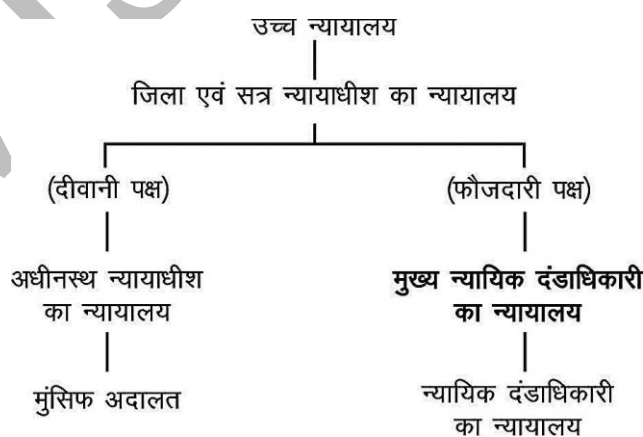 उच्च न्यायालय
जिला एवं सत्र न्यायाधीश का न्यायालय
(दीवानी पक्ष)
(फौजदारी पक्ष)
अधीनस्थ न्यायाधीश
का न्यायालय
मुख्य न्यायिक दंडाधिकारी
का न्यायालय
मुंसिफ अदालत
न्यायिक दंडाधिकारी
का न्यायालय